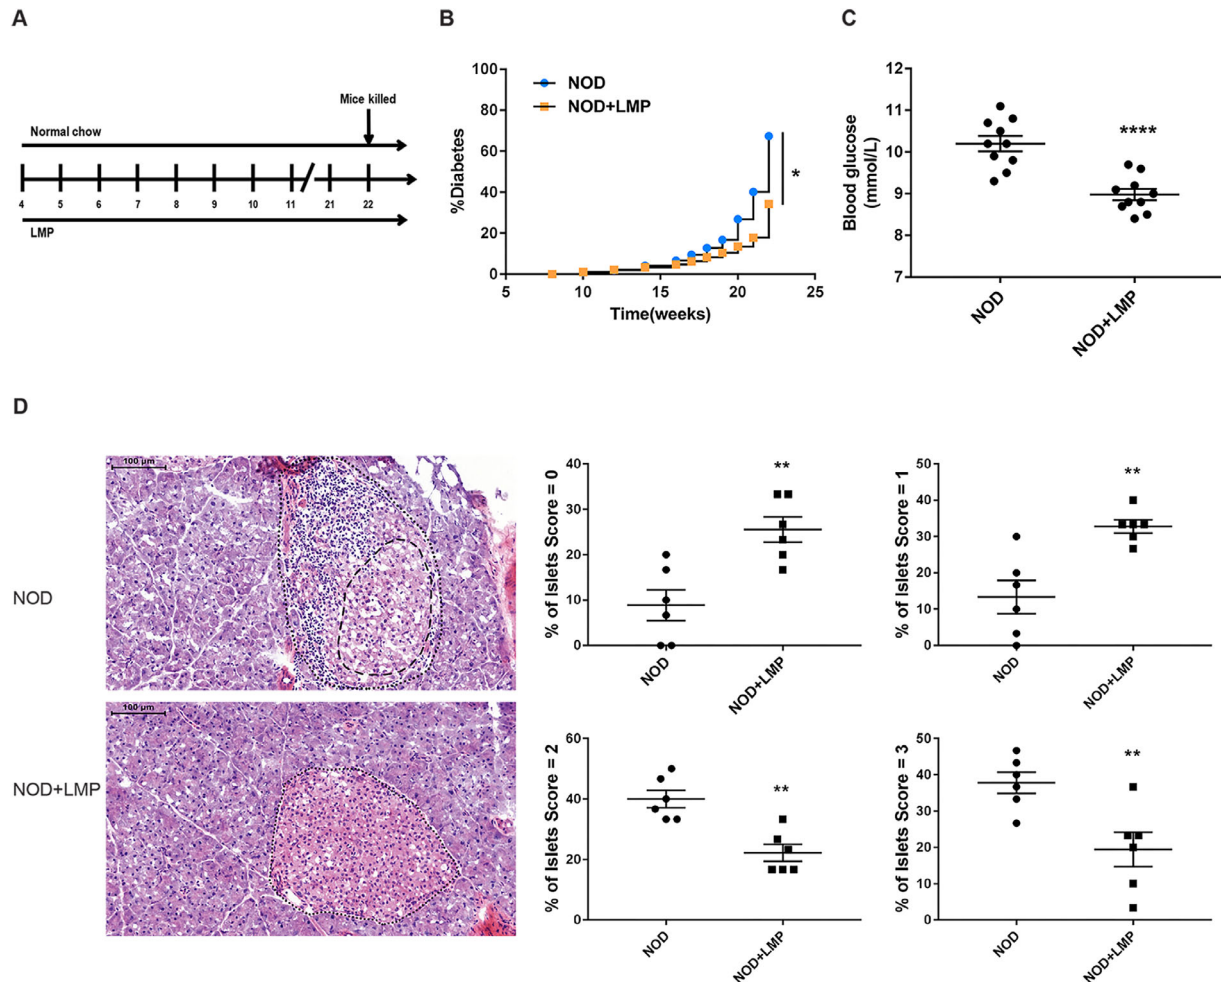 A
Mice killed
Normal chow
4 5 6 7 8 9 10 11 21 22
LMP
B
100
80
60
40
20
0
%Diabetes
NOD
NOD+LMP
*
5 10 15 20 25
Time(weeks)
C
12
11
10
9
8
7
Blood glucose
(mmol/L)
****
NOD
NOD+LMP
D
NOD
100 µm
NOD+LMP
100 µm
40
30
20
10
0
% of Islets Score = 0
**
NOD
NOD+LMP
50
40
30
20
10
0
% of Islets Score = 1
**
NOD
NOD+LMP
60
40
20
0
% of Islets Score = 2
**
NOD
NOD+LMP
50
40
30
20
10
0
% of Islets Score = 3
**
NOD
NOD+LMP